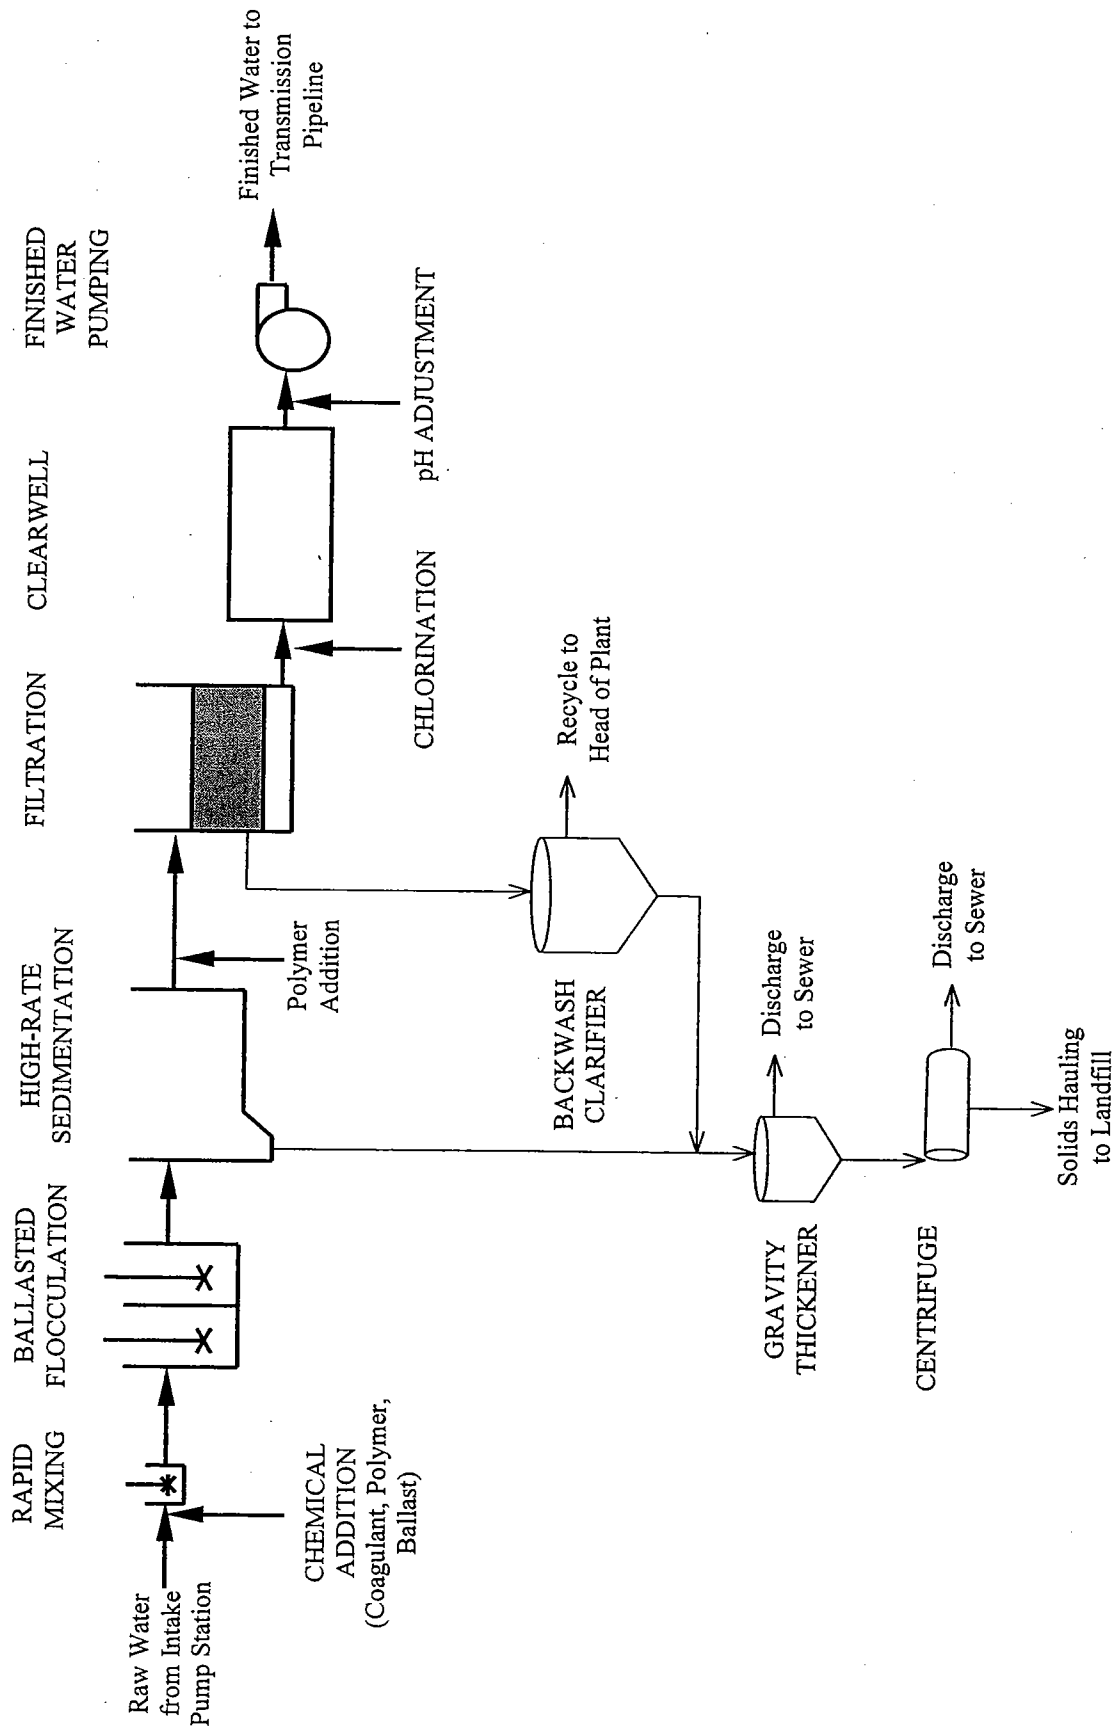 RAPID
MIXING
BALLASTED
FLOCCULATION
HIGH-RATE
SEDIMENTATION
FILTRATION
CLEARWELL
FINISHED
WATER
PUMPING
Raw Water
from Intake
Pump Station
CHEMICAL
ADDITION
(Coagulant, Polymer,
Ballast)
Polymer
Addition
CHLORINATION
pH ADJUSTMENT
Finished Water to
Transmission
Pipeline
BACKWASH
CLARIFIER
Recycle to
Head of Plant
GRAVITY
THICKENER
Discharge
to Sewer
CENTRIFUGE
Discharge
to Sewer
Solids Hauling
to Landfill